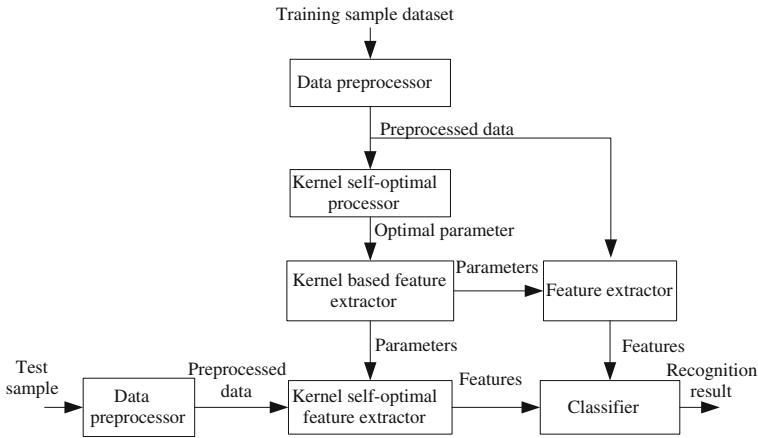 Training sample dataset
Data preprocessor
Preprocessed data
Kernel self-optimal
processor
Optimal parameter
Kernel based feature
extractor
Parameters
Feature extractor
Parameters
Features
Test
sample
Data
preprocessor
Preprocessed
data
Kernel self-optimal
feature extractor
Features
Classifier
Recognition
result